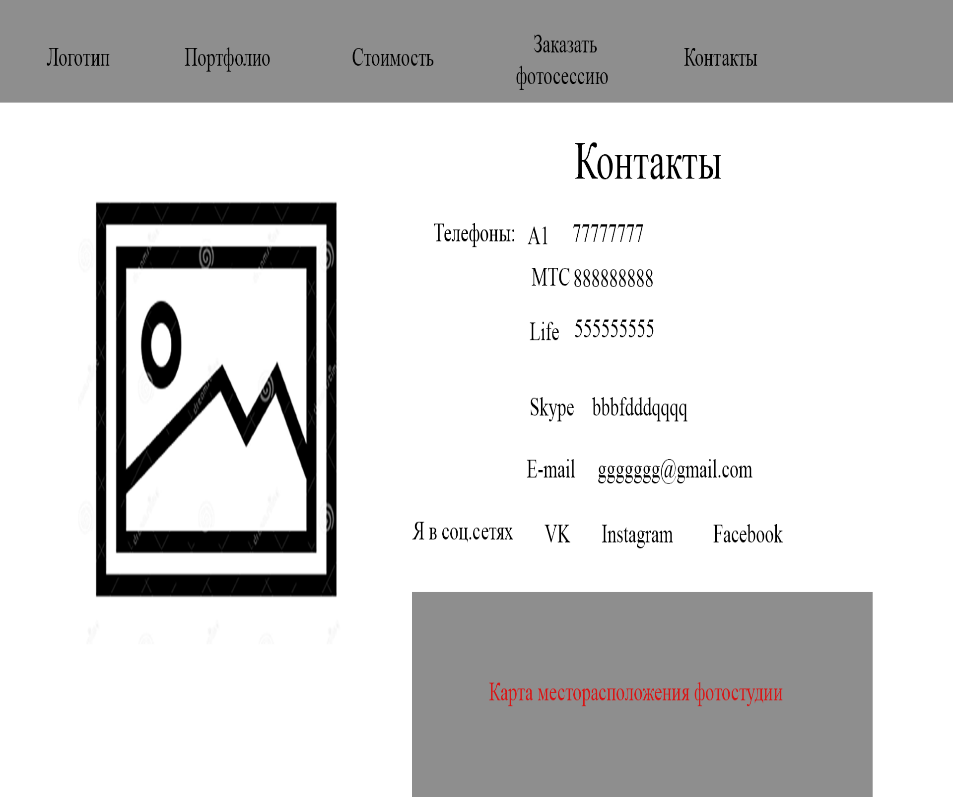 Логотип Портфолио Стоимость Заказать фотосессию Контакты
Контакты
Телефоны: A1 77777777
МТС 888888888
Life 555555555
Skype bbbfdddqqqq
E-mail ggggggg@gmail.com
Я в соц.сетях VK Instagram Facebook
Карта месторасположения фотостудии